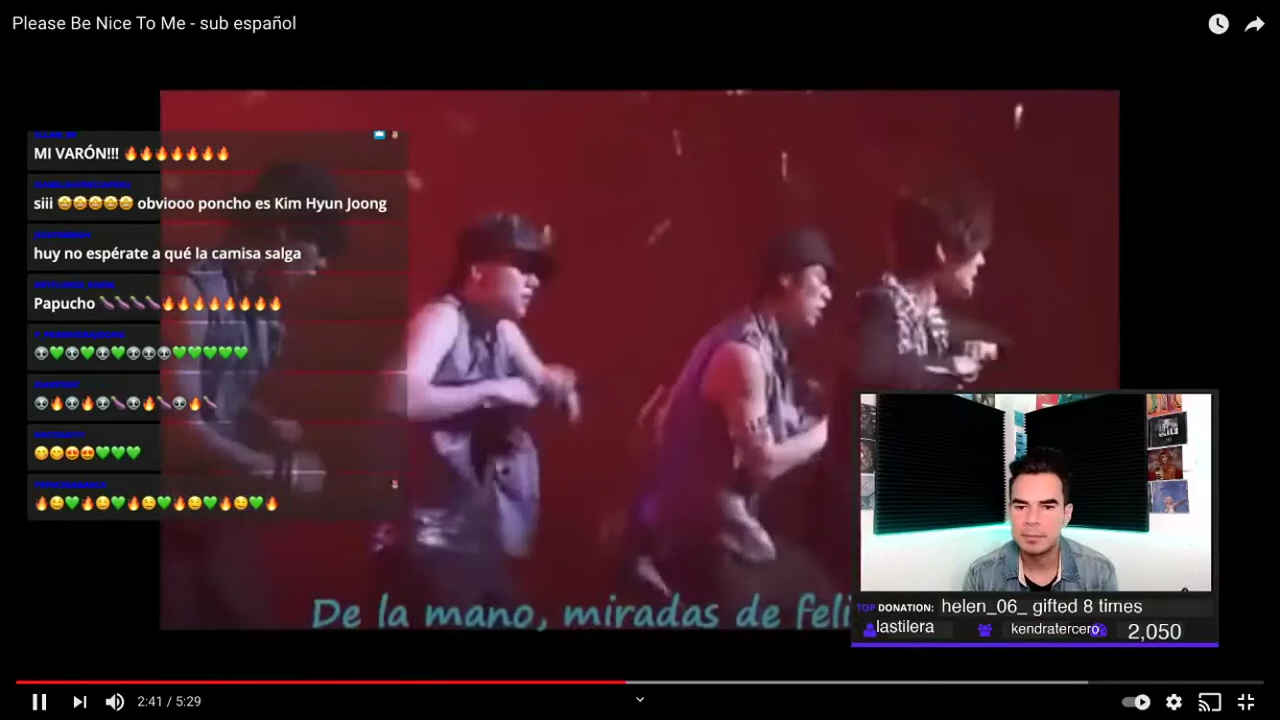 Please Be Nice To Me - sub español
MI VARÓN!!! 🔥🔥🔥🔥🔥🔥🔥
siii 🤩🤩🤩🤩🤩 obviooo poncho es Kim Hyun Joong
huy no espérate a qué la camisa salga
Papucho 🍆🍆🍆🍆🔥🔥🔥🔥🔥🔥🔥🔥
De la mano, miradas de feli
TOP DONATION: helen_06_ gifted 8 times
lastilera kendratercero 2,050
2:41 / 5:29